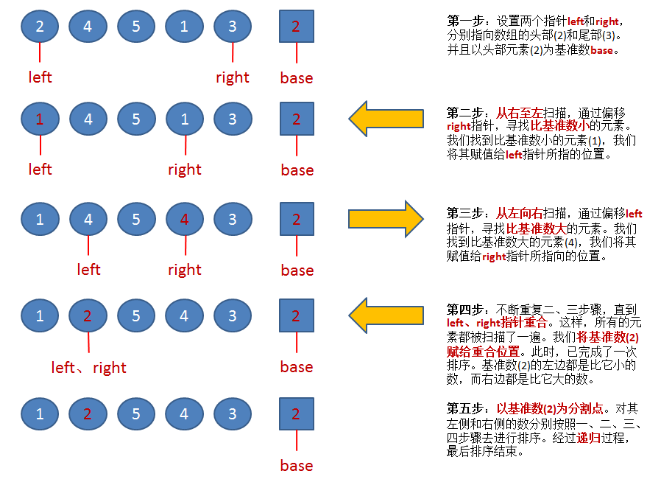 2 4 5 1 3 2
left right base
第一步：设置两个指针left和right，
分别指向数组的头部(2)和尾部(3)。
并且以头部元素(2)为基准数base。
1 4 5 1 3 2
left right base
第二步：从右至左扫描，通过偏移
right指针，寻找比基准数小的元素。
我们找到比基准数小的元素(1)，我们
将其赋值给left指针所指的位置。
1 4 5 4 3 2
left right base
第三步：从左向右扫描，通过偏移left
指针，寻找比基准数大的元素。我们
找到比基准数大的元素(4)，我们将其
赋值给right指针所指向的位置。
1 2 5 4 3 2
left、right base
第四步：不断重复二、三步骤，直到
left、right指针重合。这样，所有的元
素都被扫描了一遍。我们将基准数(2)
赋给重合位置。此时，已完成了一次
排序。基准数(2)的左边都是比它小的
数，而右边都是比它大的数。
1 2 5 4 3 2
base
第五步：以基准数(2)为分割点。对其
左侧和右侧的数分别按照一、二、三、
四步骤去进行排序。经过递归过程，
最后排序结束。